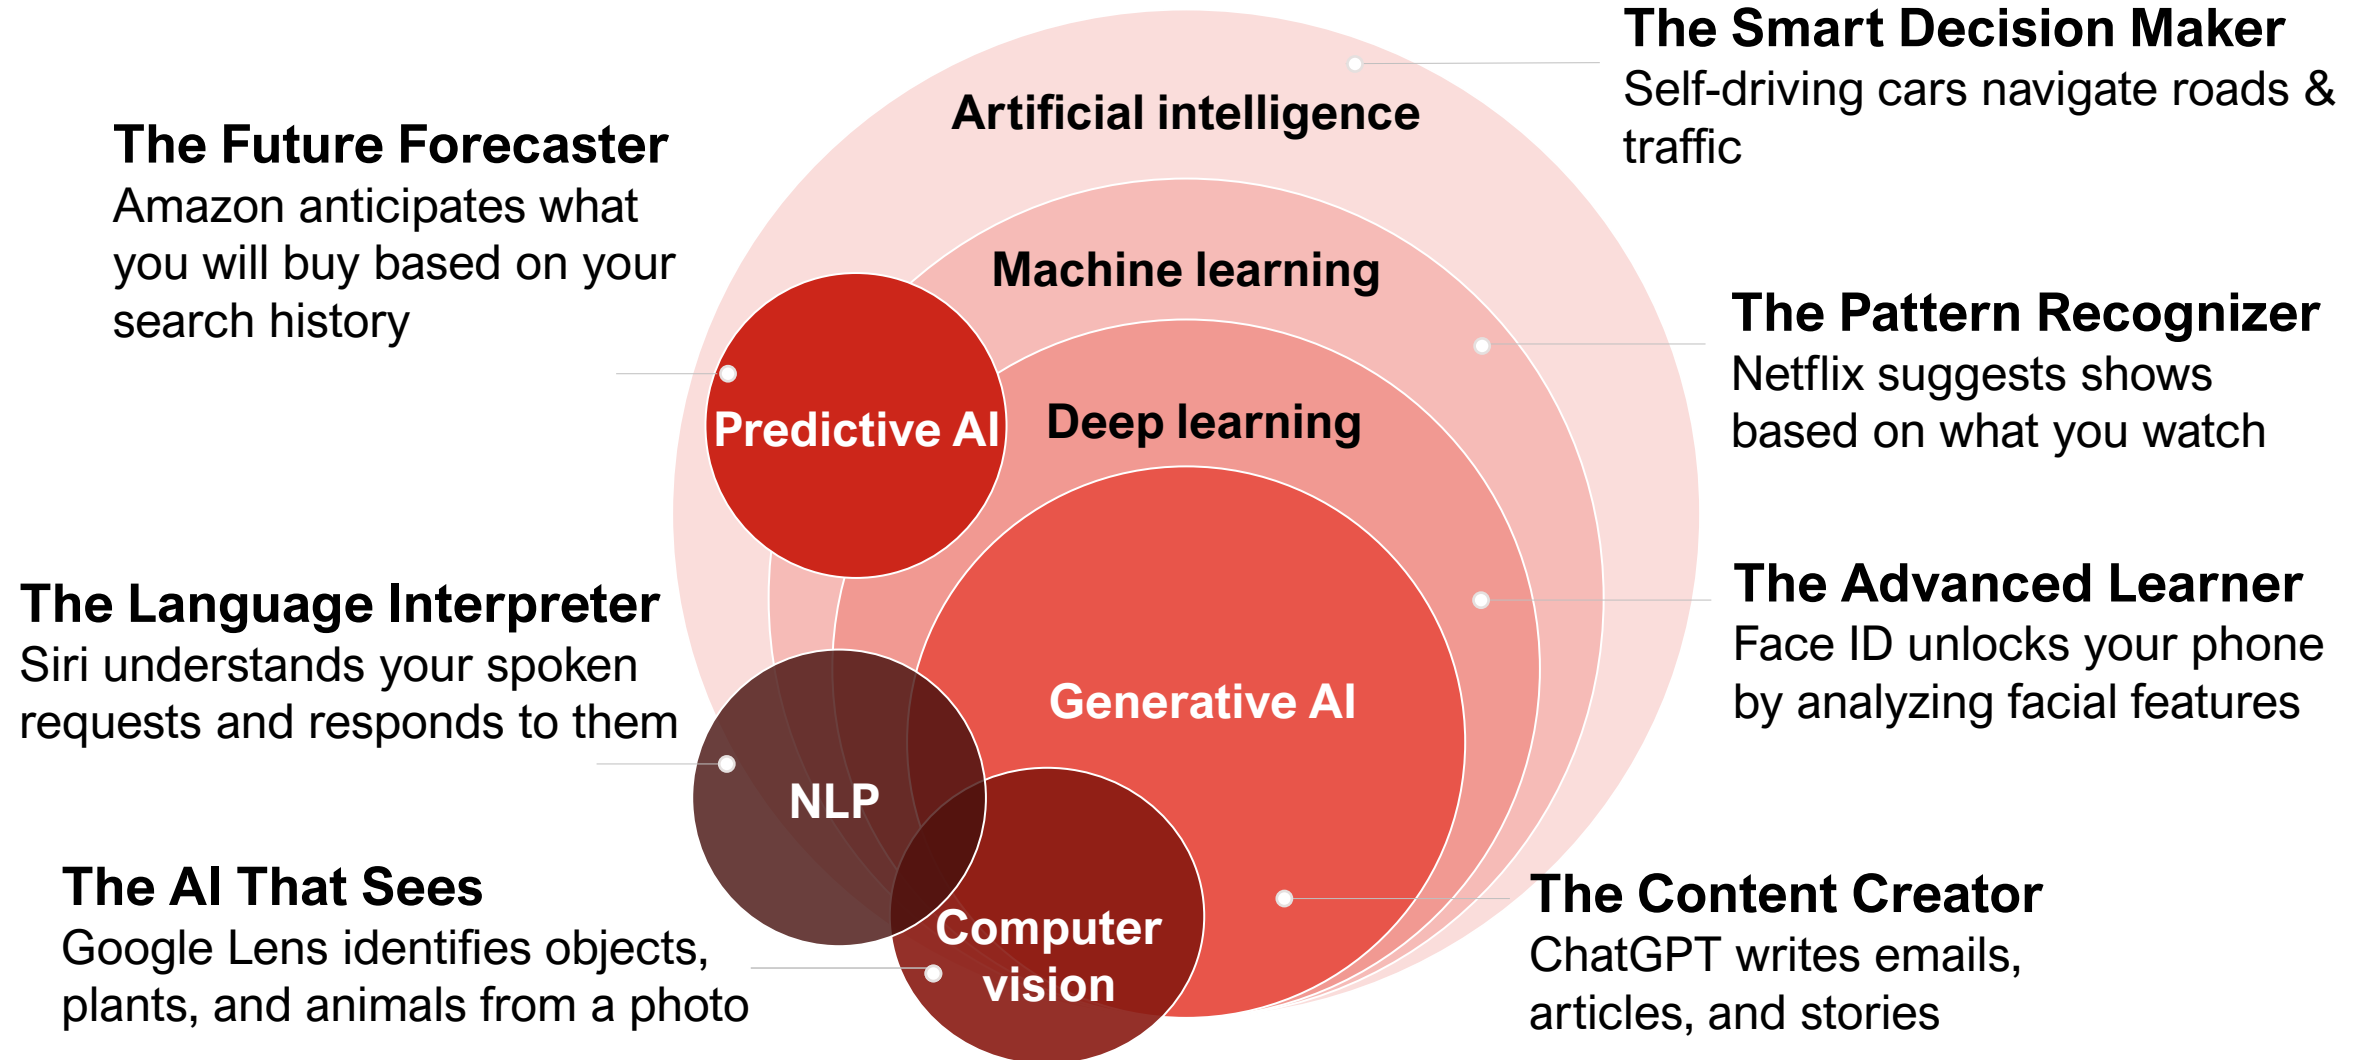 The Smart Decision Maker
Self-driving cars navigate roads &
traffic
Artificial intelligence
The Future Forecaster
Amazon anticipates what
you will buy based on your
search history
Machine learning
The Pattern Recognizer
Netflix suggests shows
based on what you watch
Predictive AI
Deep learning
The Language Interpreter
Siri understands your spoken
requests and responds to them
The Advanced Learner
Face ID unlocks your phone
by analyzing facial features
Generative AI
NLP
The AI That Sees
Google Lens identifies objects,
plants, and animals from a photo
Computer
vision
The Content Creator
ChatGPT writes emails,
articles, and stories